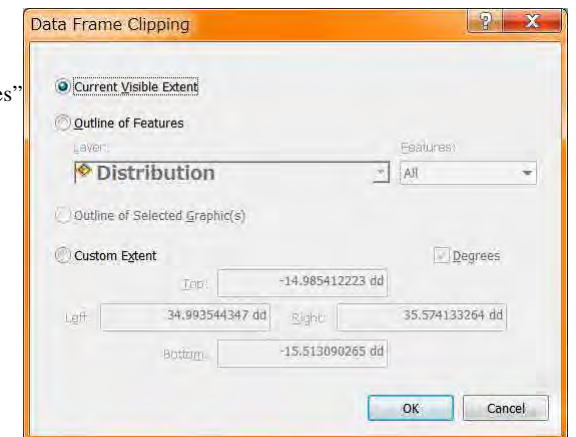 Data Frame Clipping
es”
Current Visible Extent
Outline of Features
Layer: Features:
Distribution All
Outline of Selected Graphic(s)
Custom Extent Degrees
Top: -14.985412223 dd
Left: 34.993544347 dd Right: 35.574133264 dd
Bottom: -15.513090265 dd
OK Cancel